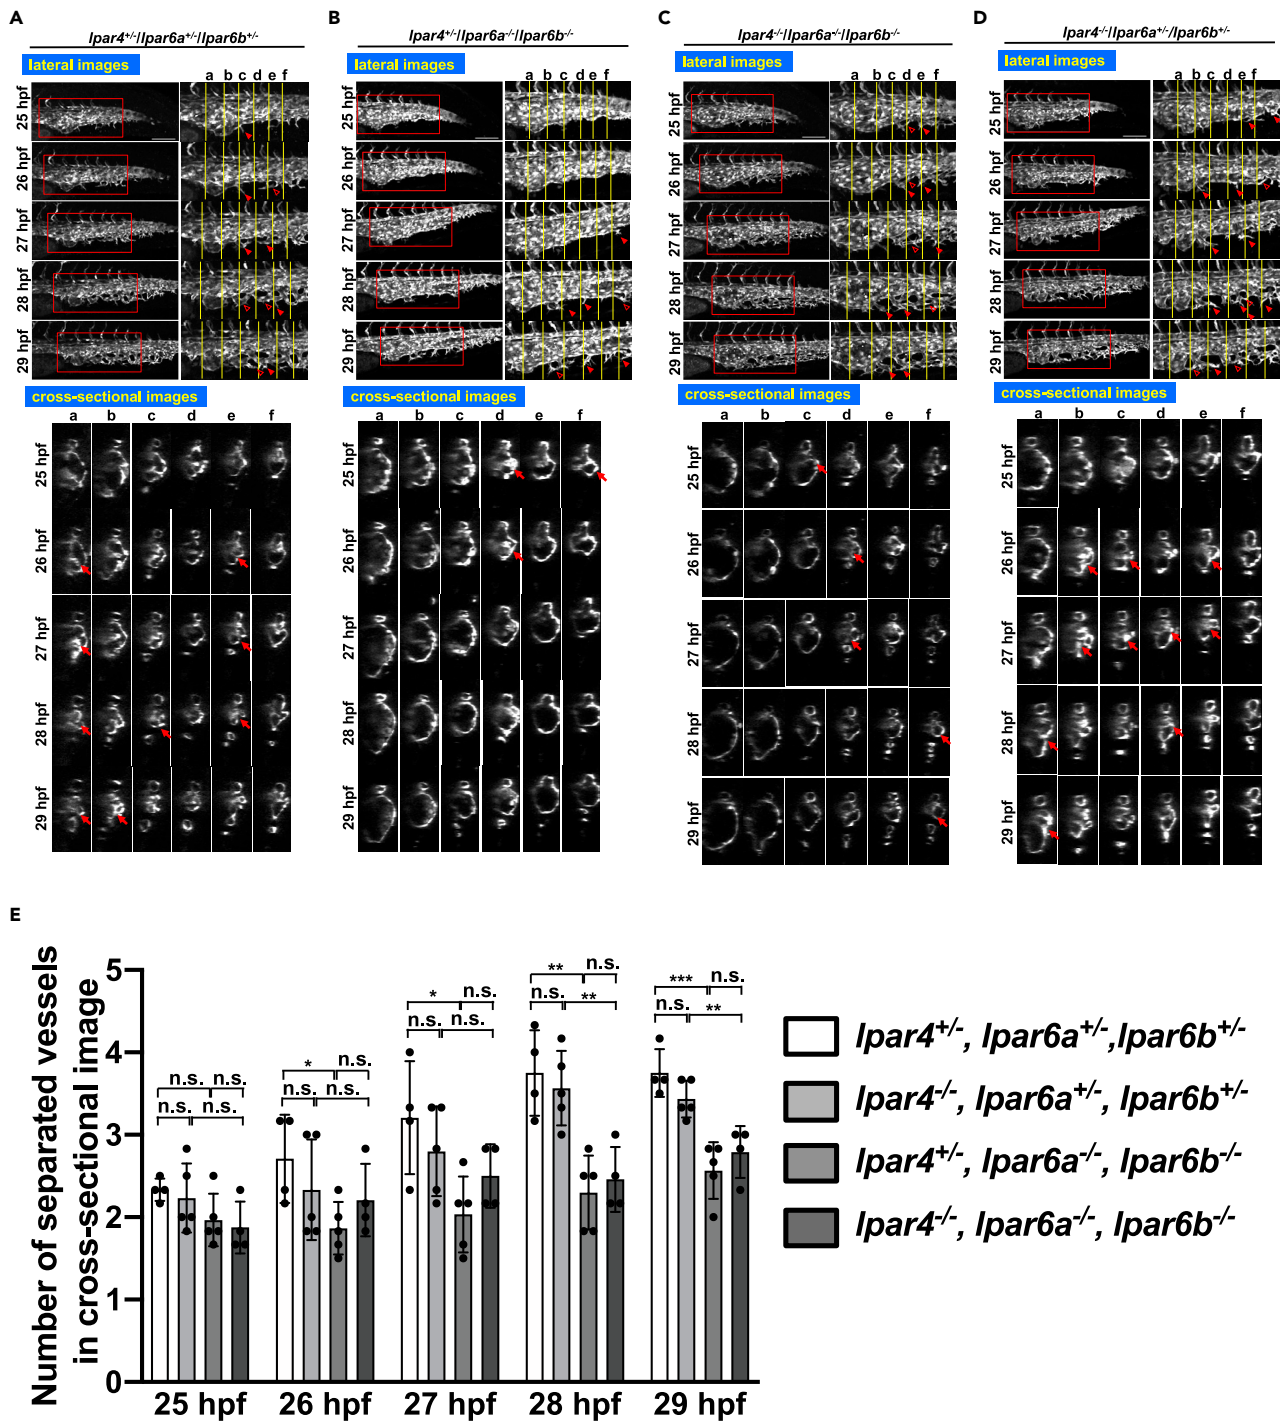 A
lpar4+/-/lpar6a+/-/lpar6b+/-
lateral images
a b c d e f
25 hpf
26 hpf
27 hpf
28 hpf
29 hpf
cross-sectional images
a b c d e f
25 hpf
26 hpf
27 hpf
28 hpf
29 hpf
B
lpar4+/-/lpar6a-/-/lpar6b-/-
lateral images
a b c d e f
25 hpf
26 hpf
27 hpf
28 hpf
29 hpf
cross-sectional images
a b c d e f
25 hpf
26 hpf
27 hpf
28 hpf
29 hpf
C
lpar4-/-/lpar6a-/-/lpar6b-/-
lateral images
a b c d e f
25 hpf
26 hpf
27 hpf
28 hpf
29 hpf
cross-sectional images
a b c d e f
25 hpf
26 hpf
27 hpf
28 hpf
29 hpf
D
lpar4-/-/lpar6a+/-/lpar6b+/-
lateral images
a b c d e f
25 hpf
26 hpf
27 hpf
28 hpf
29 hpf
cross-sectional images
a b c d e f
25 hpf
26 hpf
27 hpf
28 hpf
29 hpf
E
Number of separated vessels
in cross-sectional image
5
4
3
2
1
0
n.s. n.s.
n.s. n.s.
* n.s.
n.s. n.s.
* n.s.
n.s. n.s.
** n.s.
n.s. **
*** n.s.
n.s. **
25 hpf 26 hpf 27 hpf 28 hpf 29 hpf
lpar4+/-, lpar6a+/-,lpar6b+/-
lpar4-/-, lpar6a+/-, lpar6b+/-
lpar4+/-, lpar6a-/-, lpar6b-/-
lpar4-/-, lpar6a-/-, lpar6b-/-